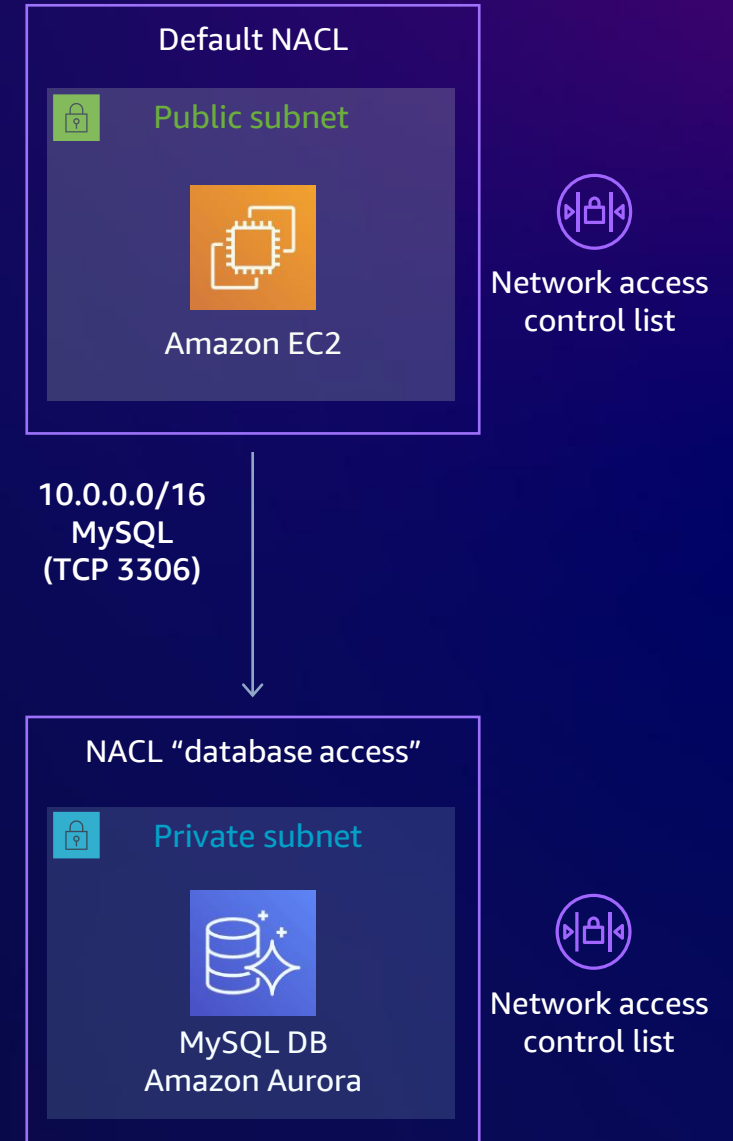 Default NACL
Public subnet
Amazon EC2
Network access
control list
10.0.0.0/16
MySQL
(TCP 3306)
NACL “database access”
Private subnet
MySQL DB
Amazon Aurora
Network access
control list